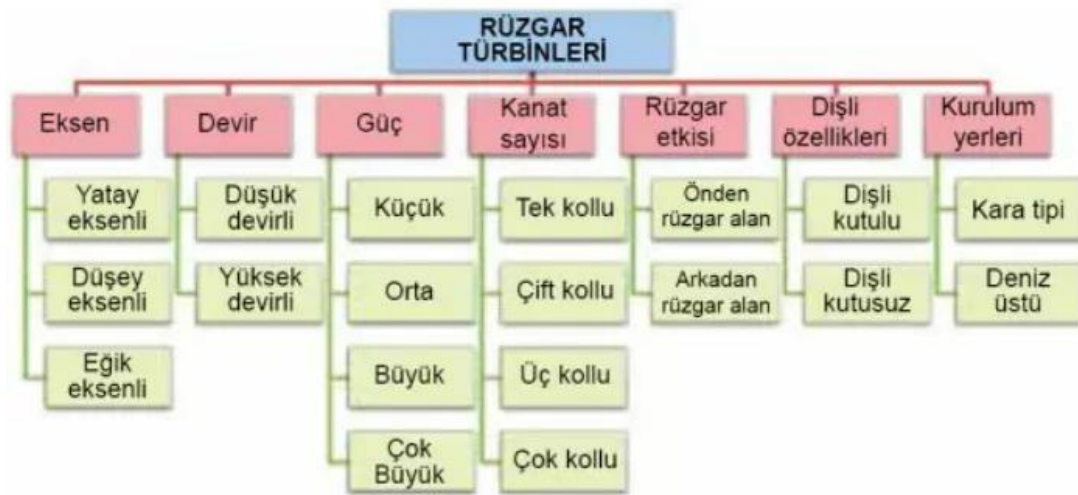 RÜZGAR
TÜRBİNLERİ
Eksen
Yatay
eksenli
Düşey
eksenli
Eğik
eksenli
Devir
Düşük
devirli
Yüksek
devirli
Güç
Küçük
Orta
Büyük
Çok
Büyük
Kanat
sayısı
Tek kollu
Çift kollu
Üç kollu
Çok kollu
Rüzgar
etkisi
Önden
rüzgar alan
Arkadan
rüzgar alan
Dişli
özellikleri
Dişli
kutulu
Dişli
kutusuz
Kurulum
yerleri
Kara tipi
Deniz
üstü